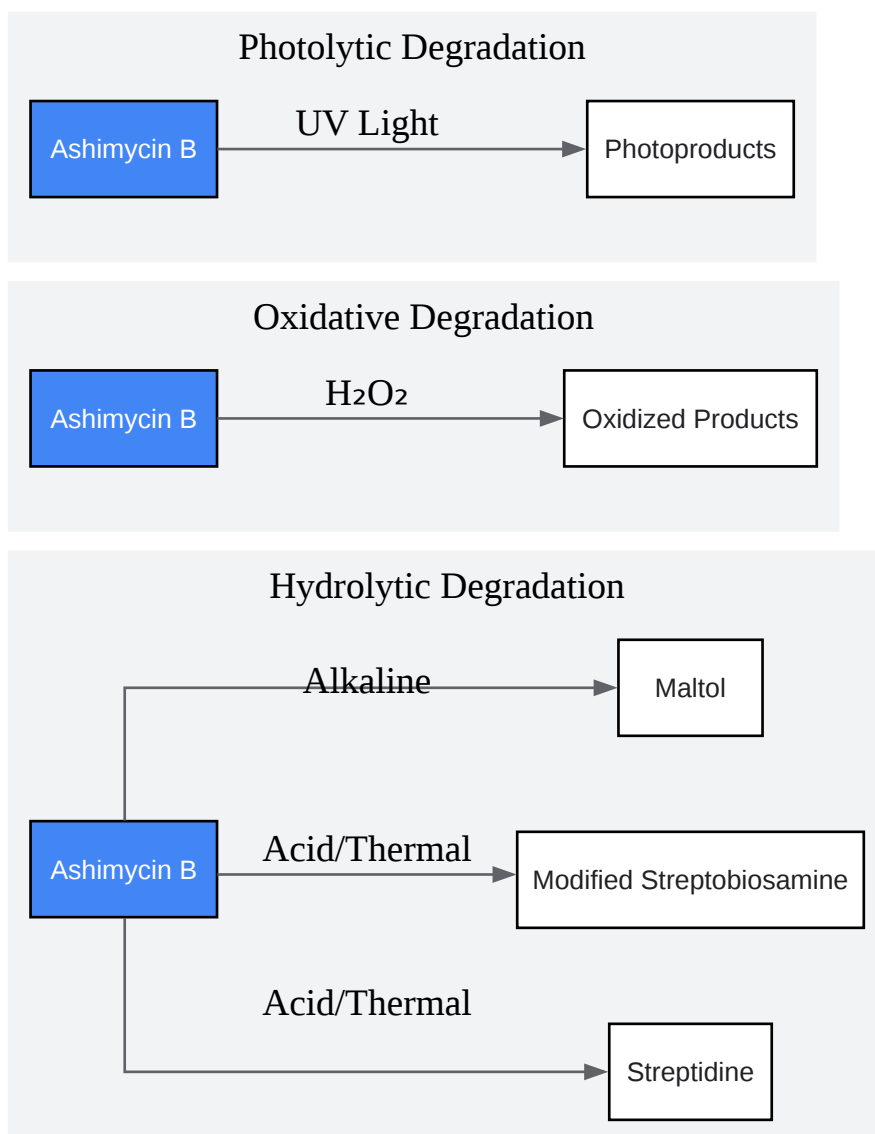 Photolytic Degradation
Ashimycin B
UV Light
Photoproducts
Oxidative Degradation
Ashimycin B
H₂O₂
Oxidized Products
Hydrolytic Degradation
Alkaline
Maltol
Ashimycin B
Acid/Thermal
Modified Streptobiosamine
Acid/Thermal
Streptidine